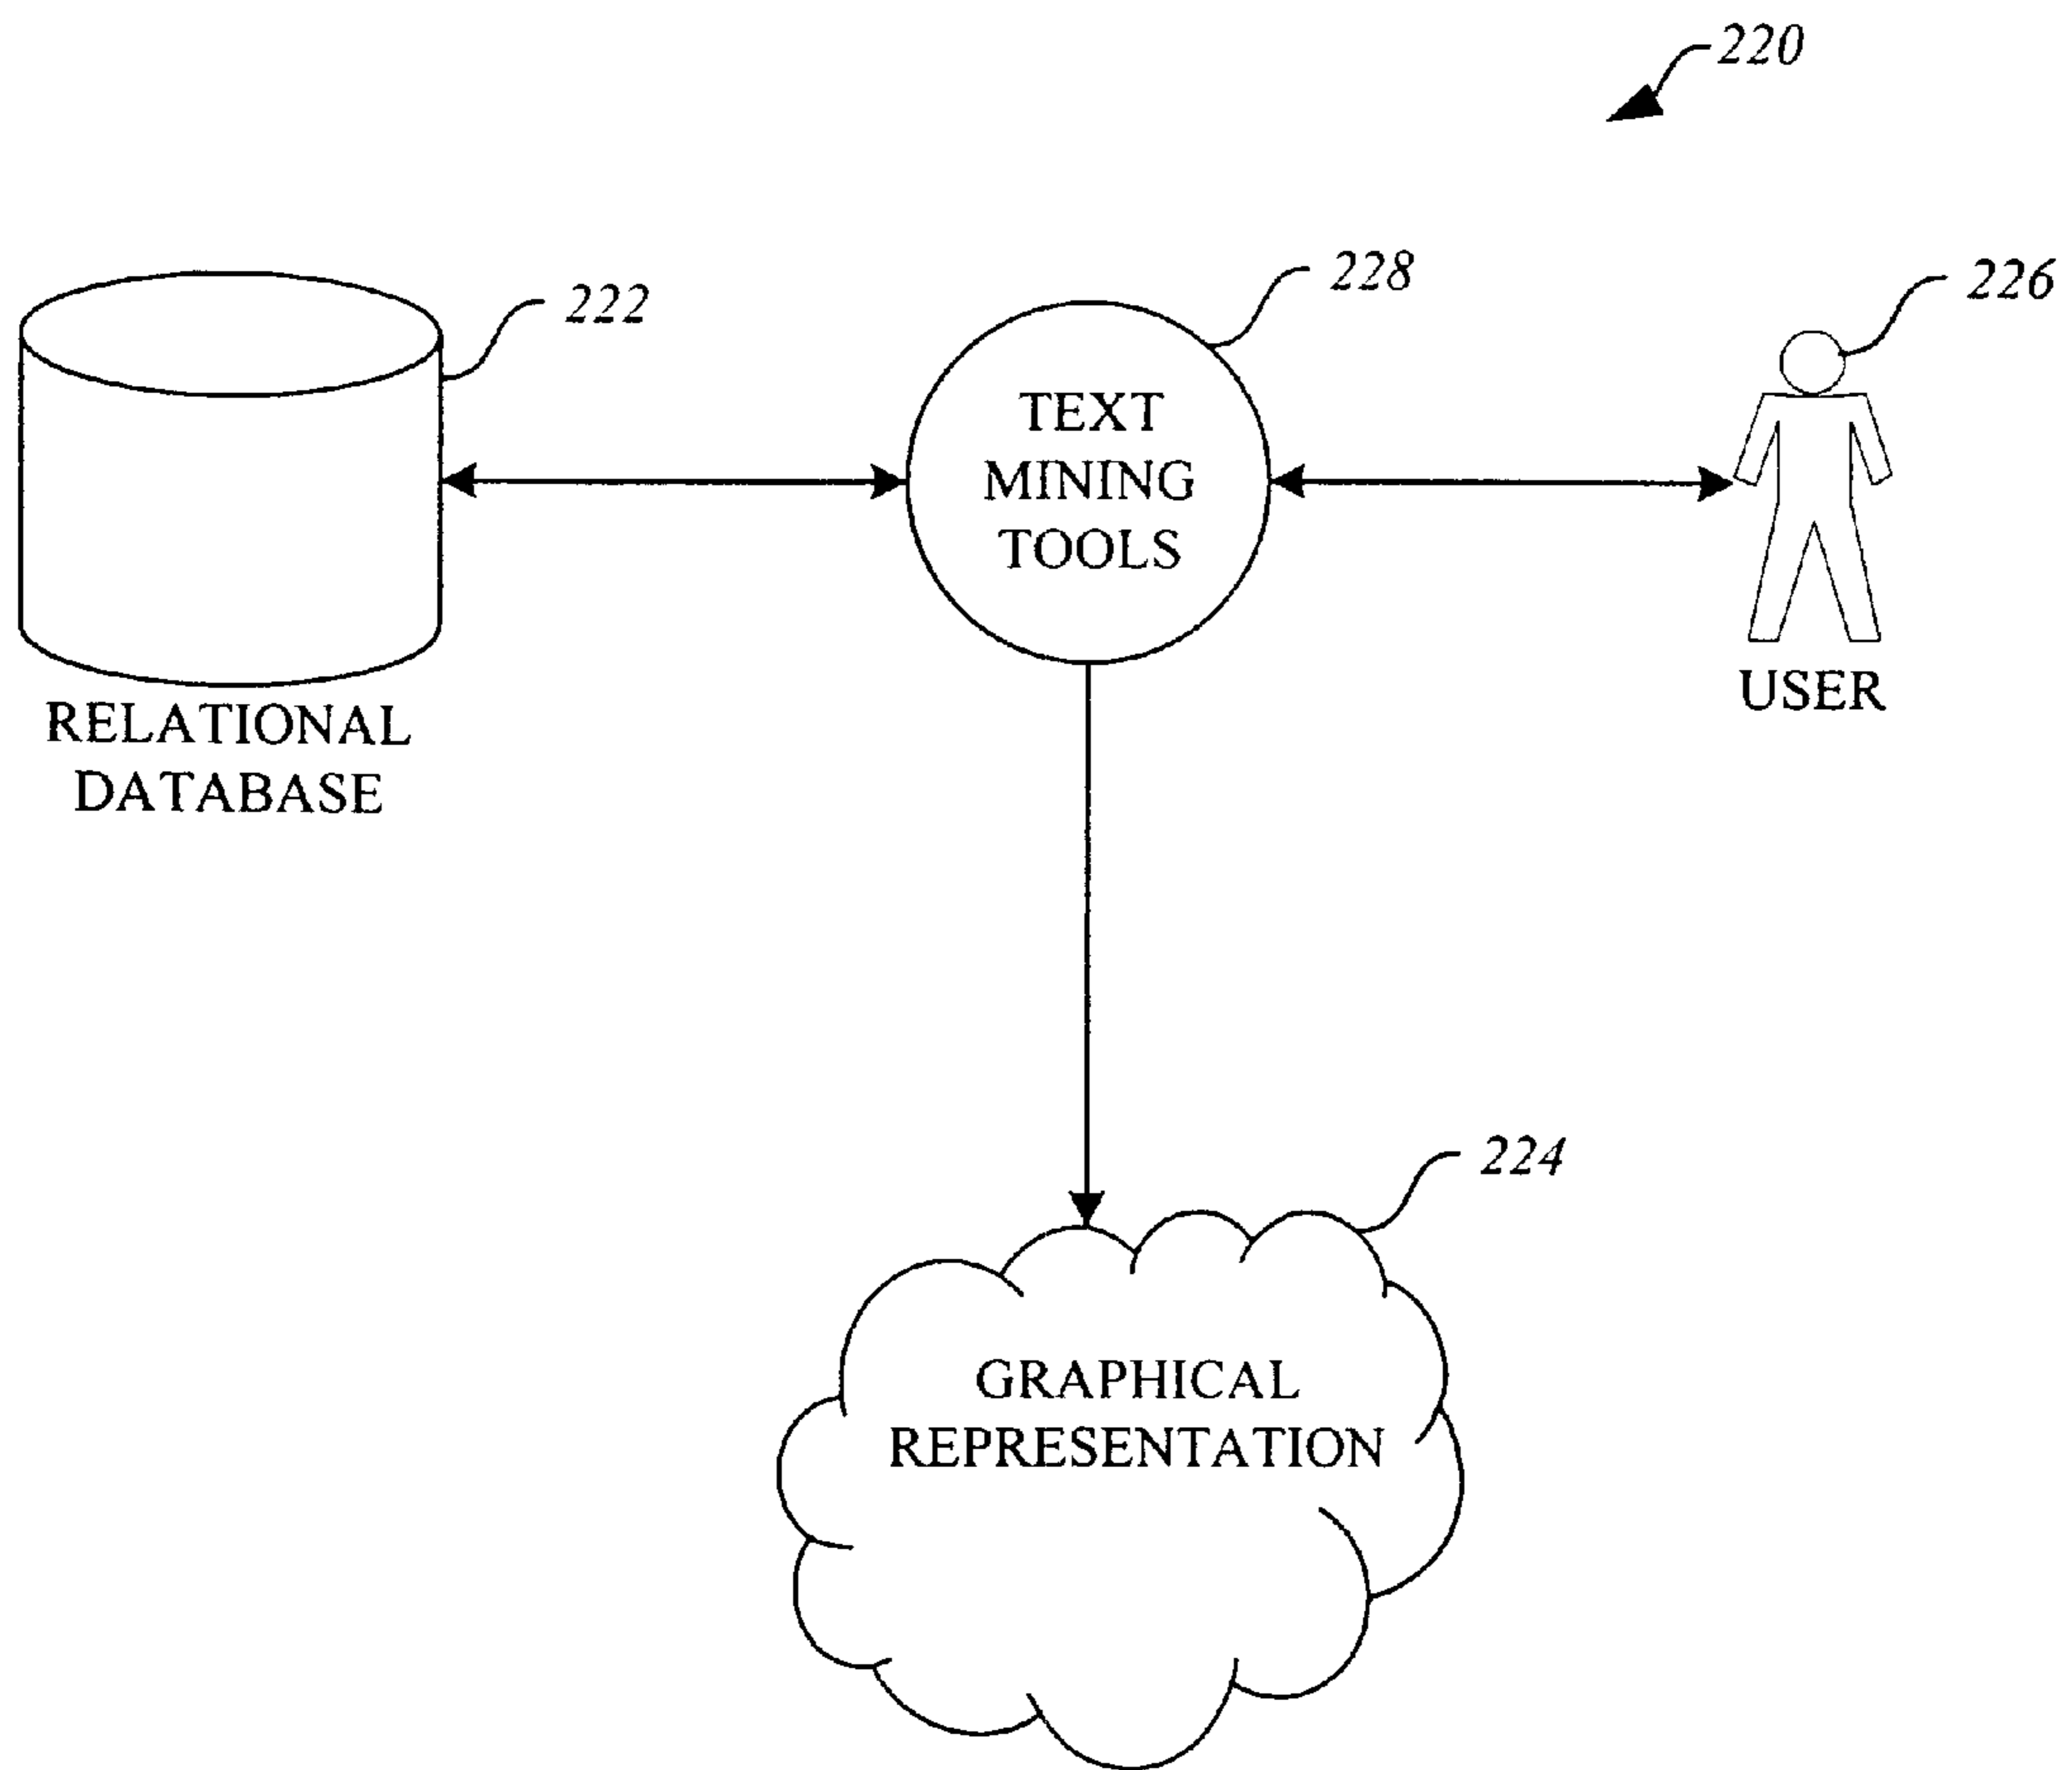 220
222
228
226
TEXT
MINING
TOOLS
USER
RELATIONAL
DATABASE
224
GRAPHICAL
REPRESENTATION